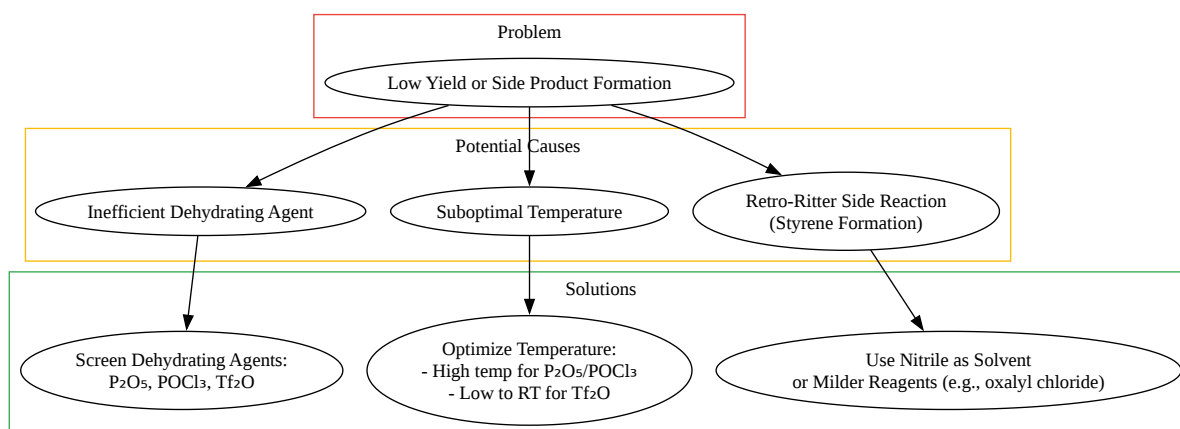 Problem
Low Yield or Side Product Formation
Potential Causes
Inefficient Dehydrating Agent
Suboptimal Temperature
Retro-Ritter Side Reaction
(Styrene Formation)
Solutions
Screen Dehydrating Agents:
P₂O₅, POCl₃, Tf₂O
Optimize Temperature:
- High temp for P₂O₅/POCl₃
- Low to RT for Tf₂O
Use Nitrile as Solvent
or Milder Reagents (e.g., oxalyl chloride)